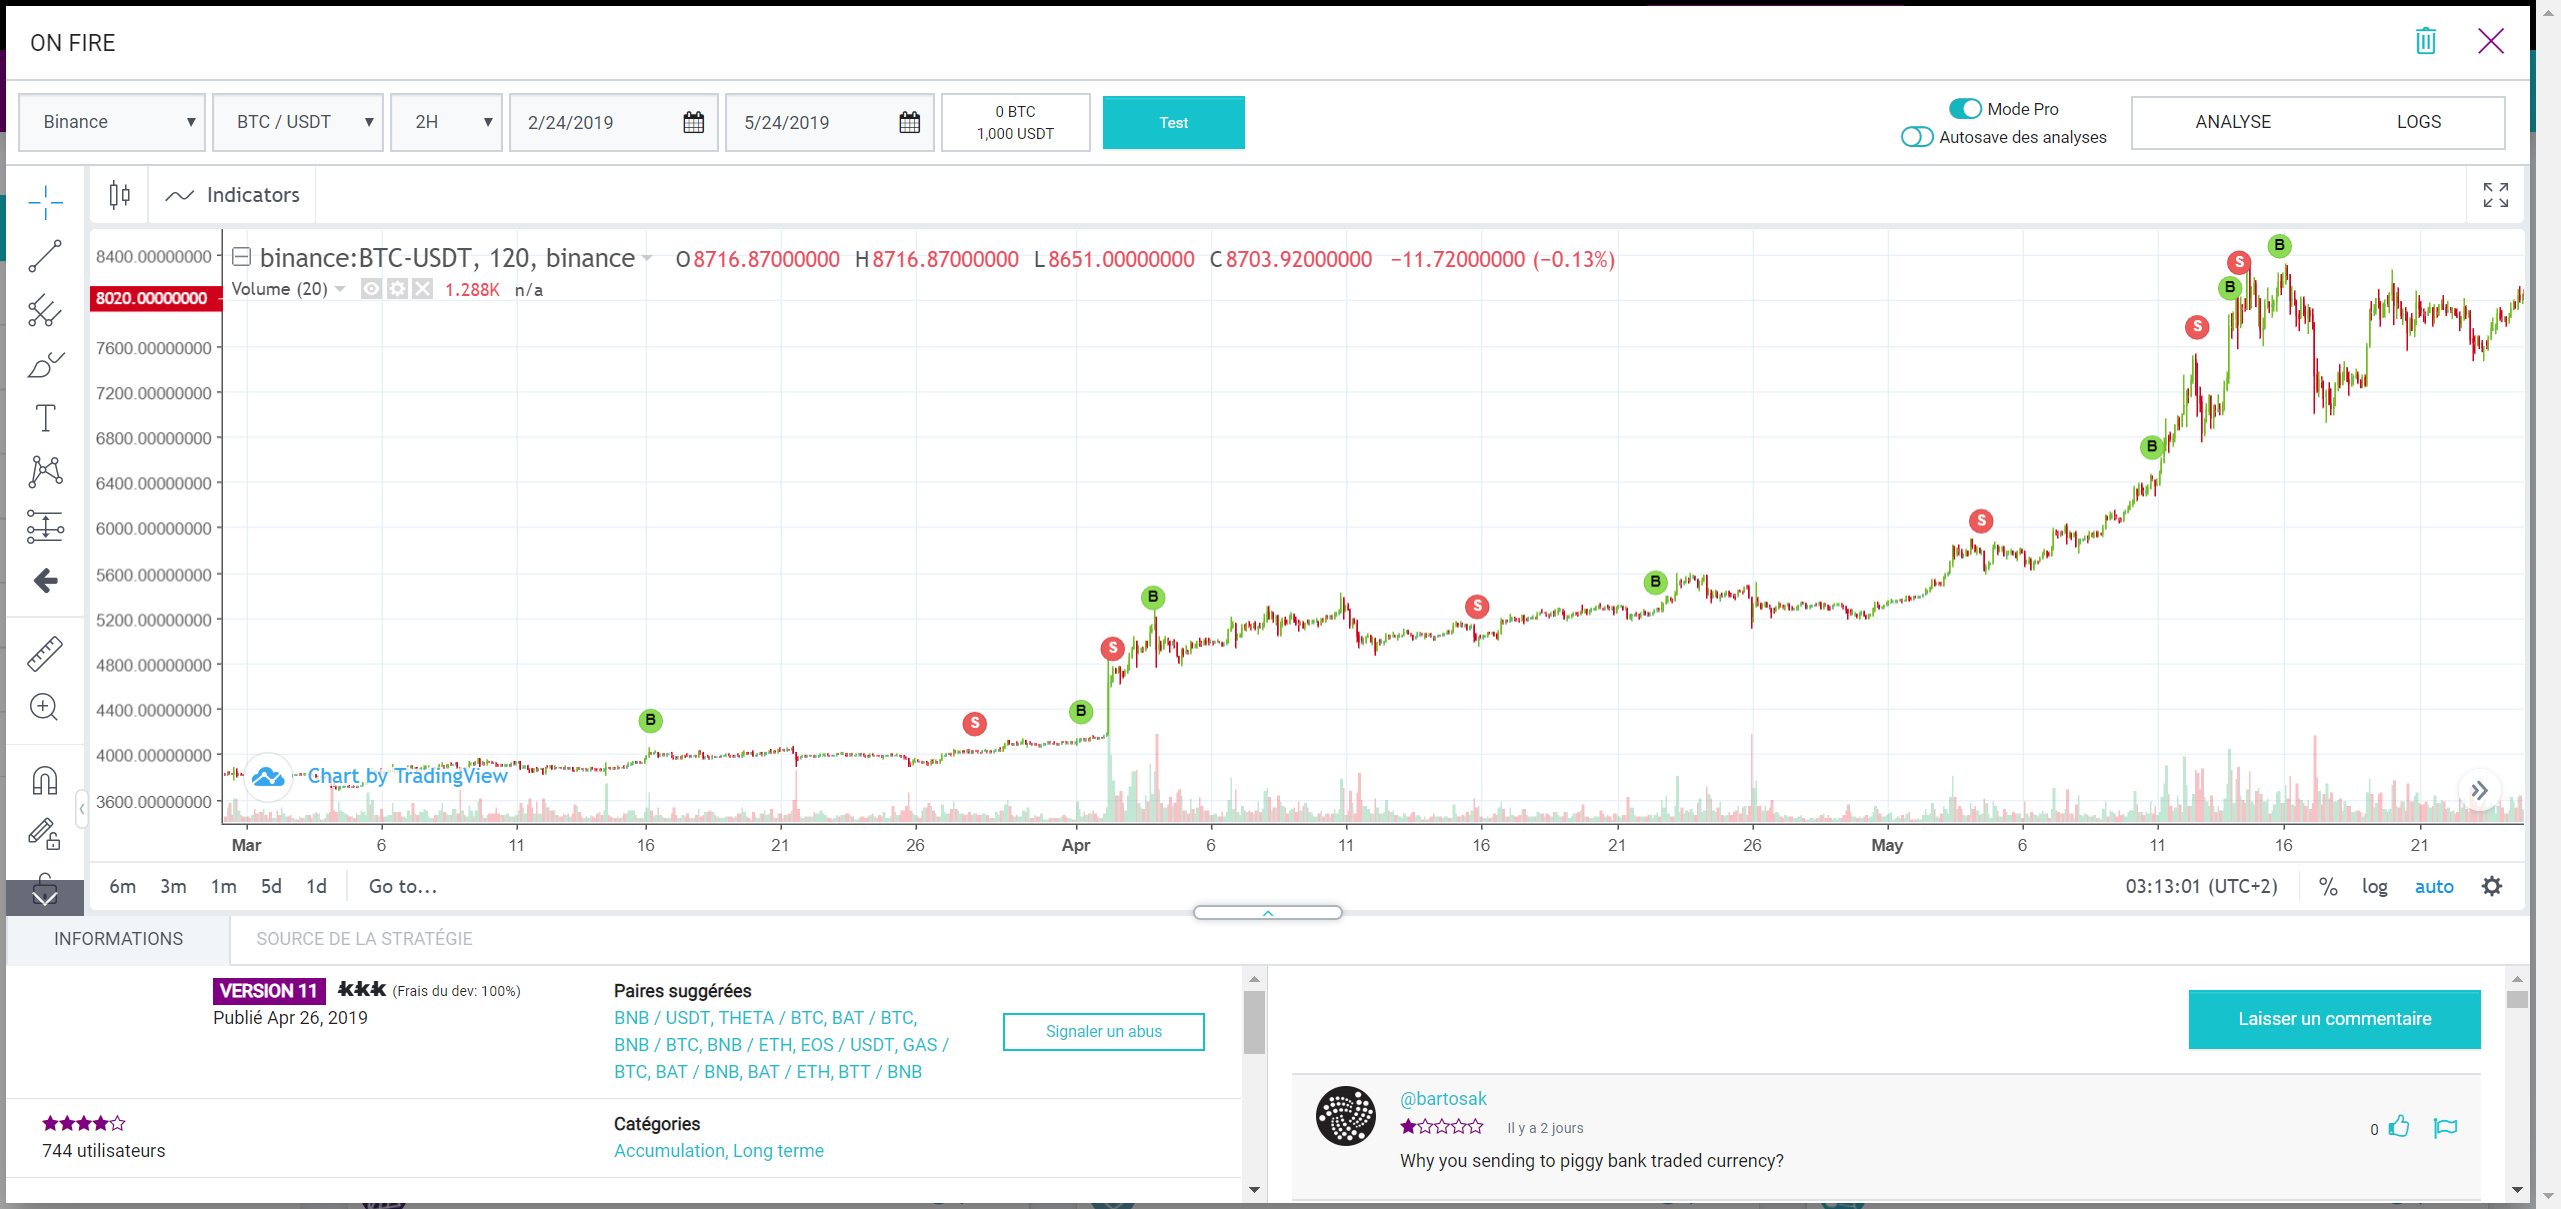 ON FIRE
Binance
BTC / USDT
2H
2/24/2019
5/24/2019
0 BTC
1,000 USDT
Test
Mode Pro
Autosave des analyses
ANALYSE
LOGS
Indicators
binance:BTC-USDT, 120, binance O8716.87000000 H8716.87000000 L8651.00000000 C8703.92000000 −11.72000000 (−0.13%)
Volume (20) 1.288K n/a
8400.00000000
8020.00000000
7600.00000000
7200.00000000
6800.00000000
6400.00000000
6000.00000000
5600.00000000
5200.00000000
4800.00000000
4400.00000000
4000.00000000
3600.00000000
B
S
B
S
B
S
B
S
B
S
B
S
B
Chart by TradingView
Mar 6 11 16 21 26 Apr 6 11 16 21 26 May 6 11 16 21
6m 3m 1m 5d 1d Go to...
03:13:01 (UTC+2) % log auto
INFORMATIONS
SOURCE DE LA STRATÉGIE
VERSION 11 kkk (Frais du dev: 100%)
Publié Apr 26, 2019
Paires suggérées
BNB / USDT, THETA / BTC, BAT / BTC,
BNB / BTC, BNB / ETH, EOS / USDT, GAS /
BTC, BAT / BNB, BAT / ETH, BTT / BNB
Signaler un abus
744 utilisateurs
Catégories
Accumulation, Long terme
Laisser un commentaire
@bartosak
Il y a 2 jours
0
Why you sending to piggy bank traded currency?